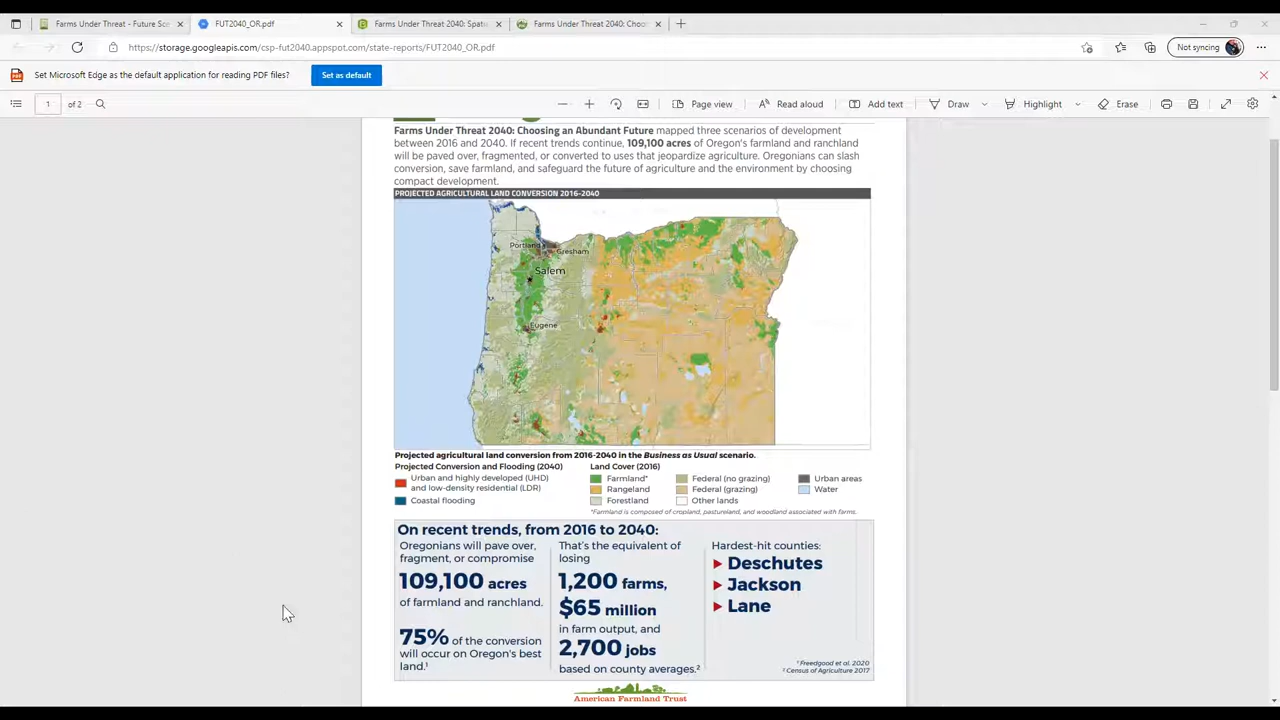 Farms Under Threat - Future Sce
FUT2040_OR.pdf
Farms Under Threat 2040: Spati
Farms Under Threat 2040: Choo
https://storage.googleapis.com/csp-fut2040.appspot.com/state-reports/FUT2040_OR.pdf
Not syncing
Set Microsoft Edge as the default application for reading PDF files?
Set as default
1 of 2
Page view
Read aloud
Add text
Draw
Highlight
Erase
Farms Under Threat 2040: Choosing an Abundant Future mapped three scenarios of development
between 2016 and 2040. If recent trends continue, 109,100 acres of Oregon's farmland and ranchland
will be paved over, fragmented, or converted to uses that jeopardize agriculture. Oregonians can slash
conversion, save farmland, and safeguard the future of agriculture and the environment by choosing
compact development.
PROJECTED AGRICULTURAL LAND CONVERSION 2016-2040
Portland
Gresham
Salem
Eugene
Projected agricultural land conversion from 2016-2040 in the Business as Usual scenario.
Projected Conversion and Flooding (2040)
Urban and highly developed (UHD)
and low-density residential (LDR)
Coastal flooding
Land Cover (2016)
Farmland*
Rangeland
Forestland
Federal (no grazing)
Federal (grazing)
Other lands
Urban areas
Water
*Farmland is composed of cropland, pastureland, and woodland associated with farms.
On recent trends, from 2016 to 2040:
Oregonians will pave over,
fragment, or compromise
109,100 acres
of farmland and ranchland.
75% of the conversion
will occur on Oregon's best
land.¹
That's the equivalent of
losing
1,200 farms,
$65 million
in farm output, and
2,700 jobs
based on county averages.²
Hardest-hit counties:
Deschutes
Jackson
Lane
¹ Freedgood et al. 2020
² Census of Agriculture 2017
American Farmland Trust